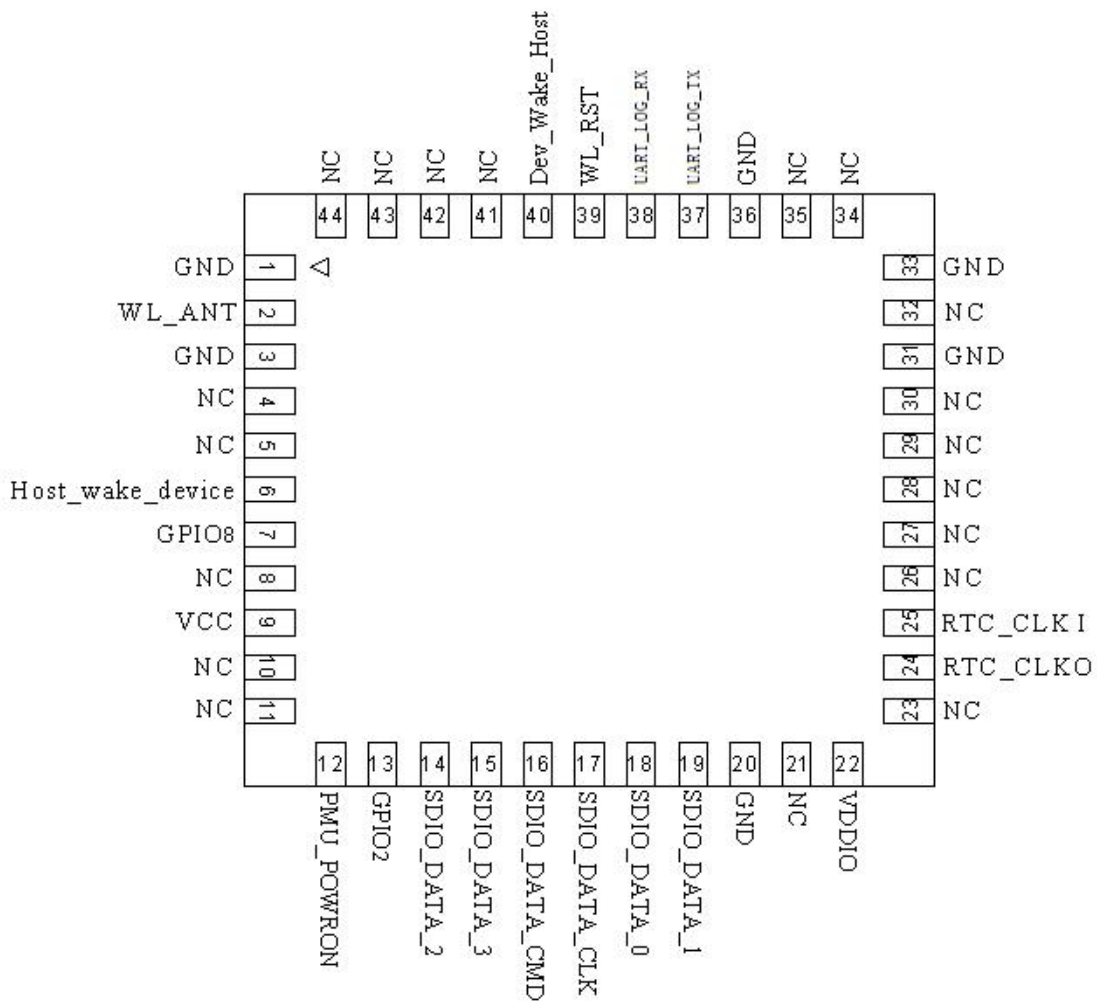 NC
NC
NC
NC
Dev_Wake_Host
WL_RST
UART_LOG_RX
UART_LOG_TX
GND
NC
NC
44
43
42
41
40
39
38
37
36
35
34
GND 1
WL_ANT 2
GND 3
NC 4
NC 5
Host_wake_device 6
GPIO8 7
NC 8
VCC 9
NC 10
NC 11
33 GND
32 NC
31 GND
30 NC
29 NC
28 NC
27 NC
26 NC
25 RTC_CLKI
24 RTC_CLKO
23 NC
12
13
14
15
16
17
18
19
20
21
22
PMU_POWRON
GPIO2
SDIO_DATA_2
SDIO_DATA_3
SDIO_DATA_CMD
SDIO_DATA_CLK
SDIO_DATA_0
SDIO_DATA_1
GND
NC
VDDIO